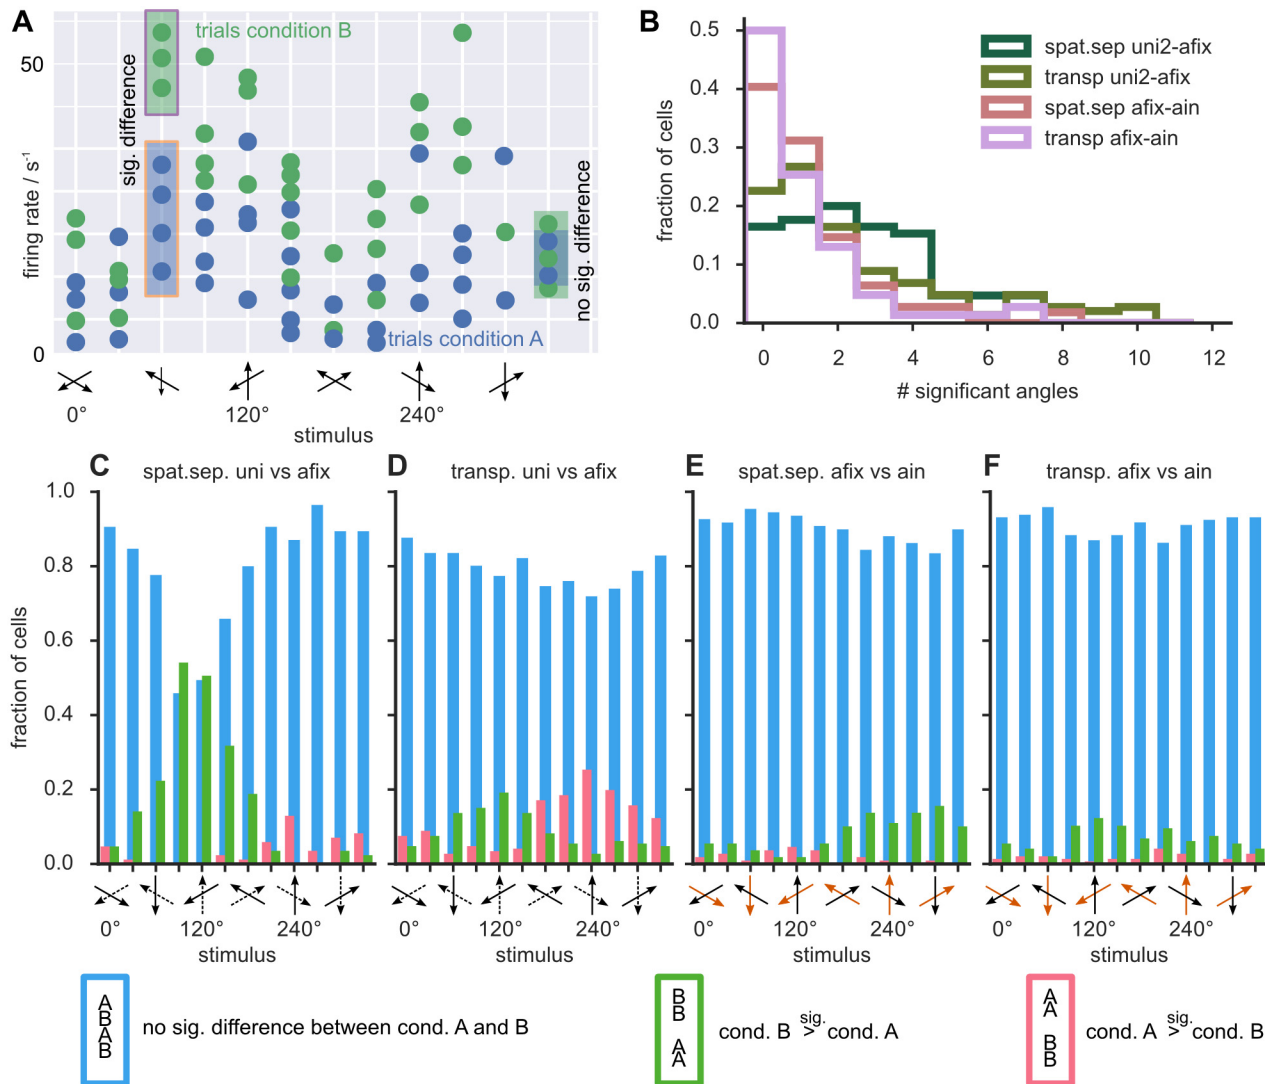 A
trials condition B
50
sig. difference
firing rate / s⁻¹
no sig. difference
trials condition A
0
0°
120°
240°
stimulus
B
0.5
0.4
0.3
0.2
0.1
0.0
fraction of cells
spat.sep uni2-afix
transp uni2-afix
spat.sep afix-ain
transp afix-ain
0 2 4 6 8 10 12
# significant angles
C spat.sep. uni vs afix
1.0
0.8
0.6
0.4
0.2
0.0
fraction of cells
0° 120° 240°
stimulus
D transp. uni vs afix
0° 120° 240°
stimulus
E spat.sep. afix vs ain
0° 120° 240°
stimulus
F transp. afix vs ain
0° 120° 240°
stimulus
A
B
A
B
no sig. difference between cond. A and B
B
B
A
A
cond. B sig. > cond. A
A
A
B
B
cond. A sig. > cond. B